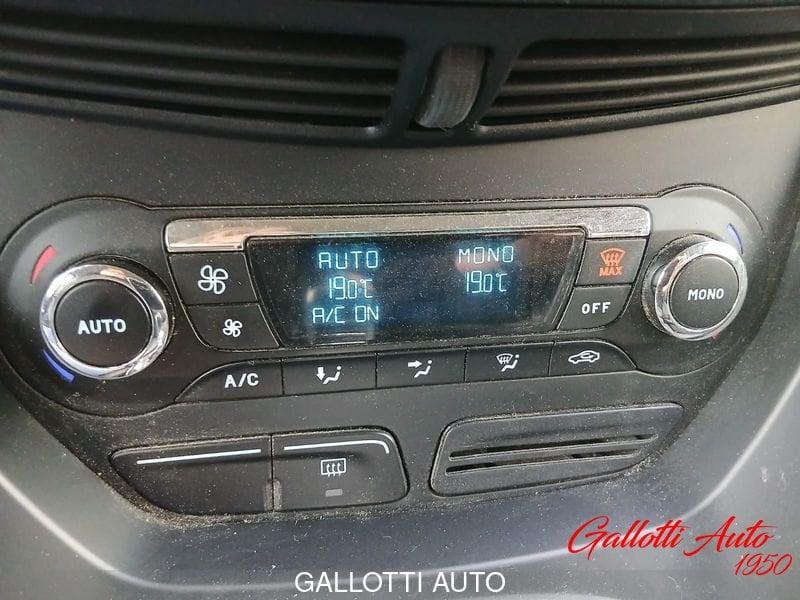 AUTO MONO
19.0°C 19.0°C
A/C ON
MAX
AUTO
OFF
MONO
A/C
Gallotti Auto
1950
GALLOTTI AUTO